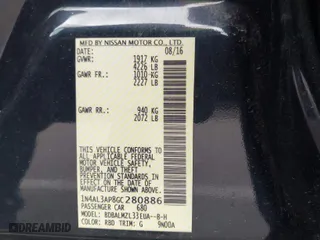 MFD BY NISSAN MOTOR CO., LTD.
DATE: 08/16
GVWR: 1917 KG
4226 LB
GAWR FR.: 1010 KG
2227 LB
GAWR RR.: 940 KG
2072 LB
THIS VEHICLE CONFORMS TO ALL
APPLICABLE FEDERAL MOTOR
VEHICLE SAFETY,
BUMPER, AND THEFT
PREVENTION STANDARDS
IN EFFECT ON THE DATE OF
MANUFACTURE SHOWN ABOVE.
1N4AL3AP8GC280886
PASSENGER CAR 680
MODEL: BDBALMZL33EUA--B-H
COLOR: RBD TRIM: G 9N00A